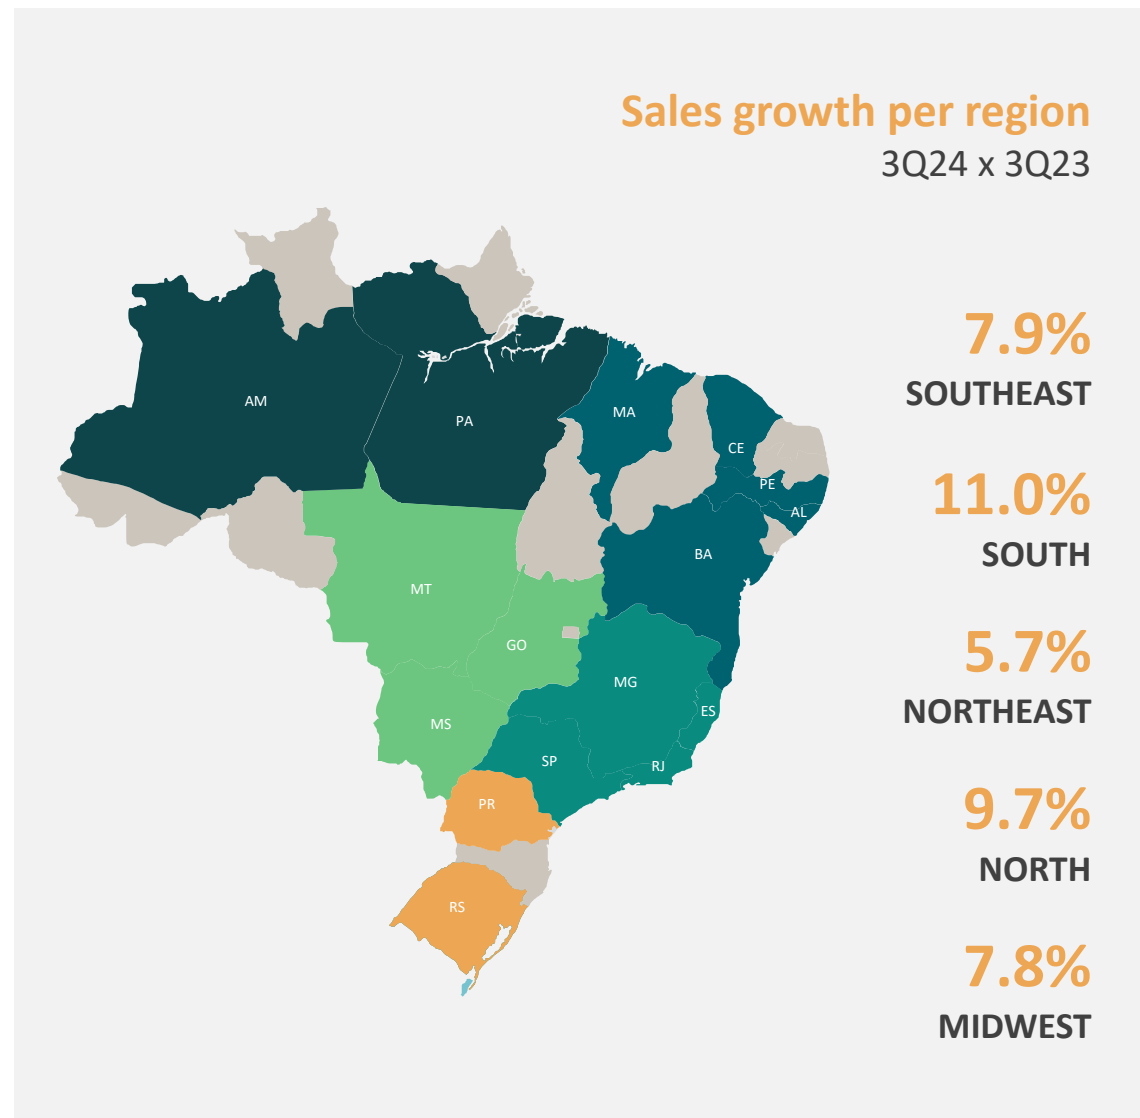 Sales growth per region
3Q24 x 3Q23
7.9%
SOUTHEAST
11.0%
SOUTH
5.7%
NORTHEAST
9.7%
NORTH
7.8%
MIDWEST
AM
PA
MA
CE
PE
AL
BA
MT
GO
MG
ES
MS
SP
RJ
PR
RS